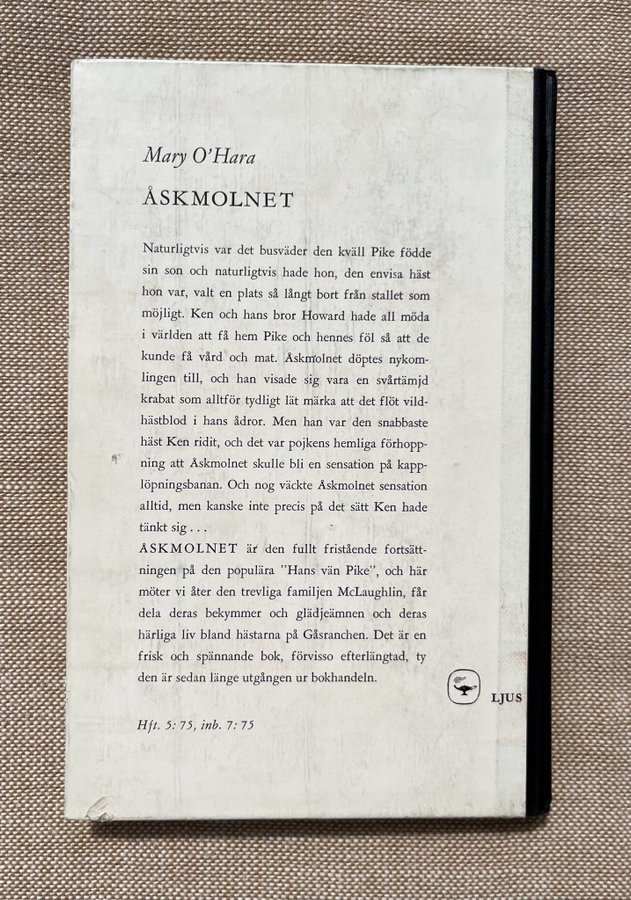 Mary O'Hara
ÅSKMOLNET
Naturligtvis var det busväder den kväll Pike födde
sin son och naturligtvis hade hon, den envisa häst
hon var, valt en plats så långt bort från stallet som
möjligt. Ken och hans bror Howard hade all möda
i världen att få hem Pike och hennes föl så att de
kunde få vård och mat. Åskmolnet döptes nykom-
lingen till, och han visade sig vara en svårtämjd
krabat som alltför tydligt lät märka att det flöt vild-
hästblod i hans ådror. Men han var den snabbaste
häst Ken ridit, och det var pojkens hemliga förhopp-
ning att Åskmolnet skulle bli en sensation på kapp-
löpningsbanan. Och nog väckte Åskmolnet sensation
alltid, men kanske inte precis på det sätt Ken hade
tänkt sig . . .
ÅSKMOLNET är den fullt fristående fortsätt-
ningen på den populära ”Hans vän Pike”, och här
möter vi åter den trevliga familjen McLaughlin, får
dela deras bekymmer och glädjeämnen och deras
härliga liv bland hästarna på Gåsranchen. Det är en
frisk och spännande bok, förvisso efterlängtad, ty
den är sedan länge utgången ur bokhandeln.
LJUS
Hft. 5: 75, inb. 7: 75